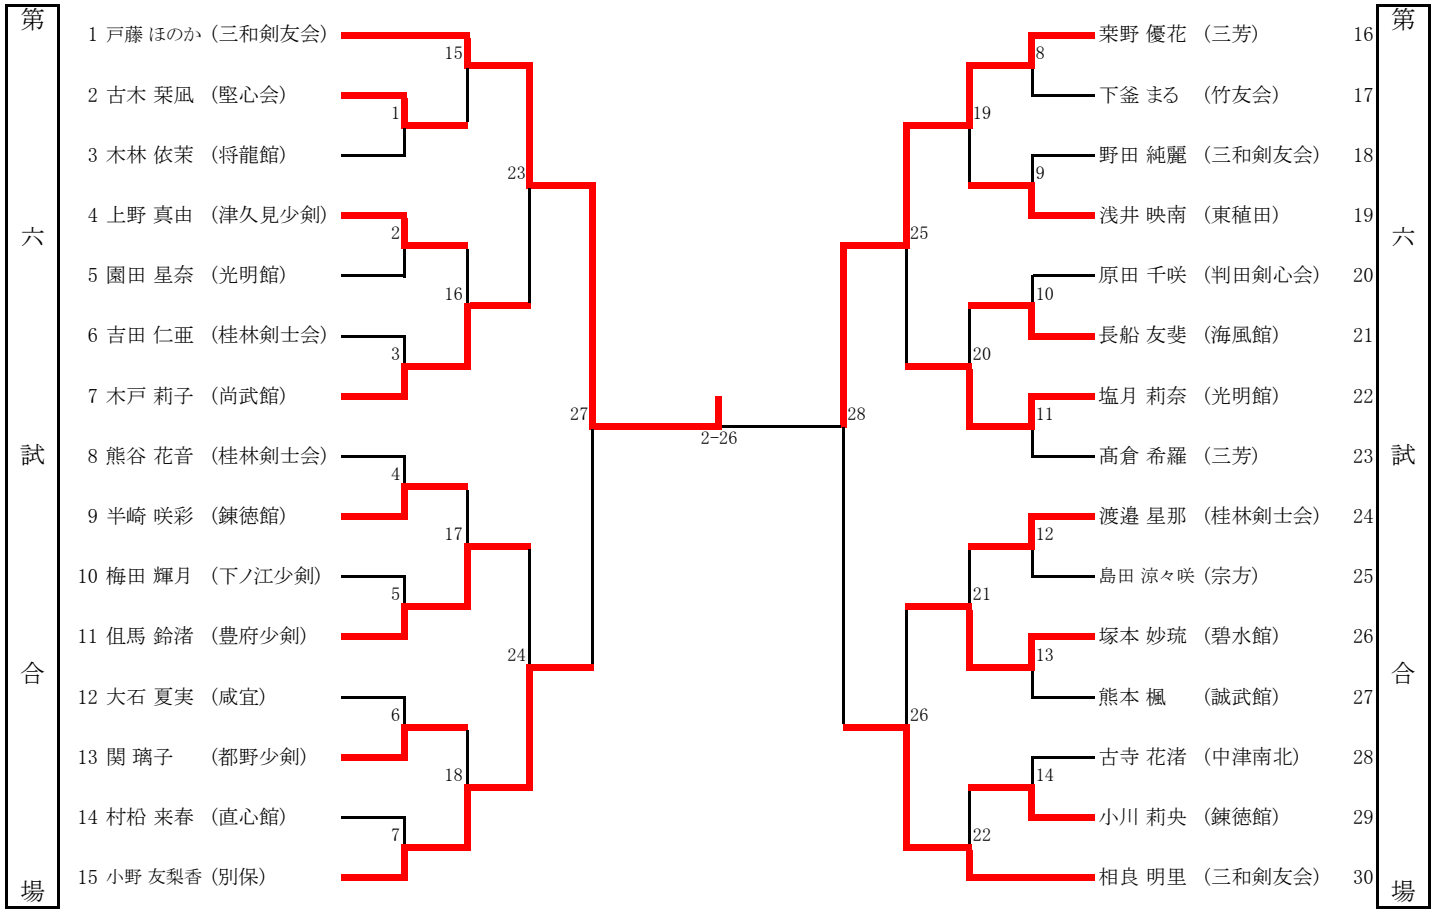 第六試合場
1 戸藤 ほのか (三和剣友会)
2 古木 栞凪 (堅心会)
3 木林 依茉 (将龍館)
4 上野 真由 (津久見少剣)
5 園田 星奈 (光明館)
6 吉田 仁亜 (桂林剣士会)
7 木戸 莉子 (尚武館)
8 熊谷 花音 (桂林剣士会)
9 半崎 咲彩 (錬徳館)
10 梅田 輝月 (下ノ江少剣)
11 伹馬 鈴渚 (豊府少剣)
12 大石 夏実 (咸宜)
13 関 璃子 (都野少剣)
14 村松 来春 (直心館)
15 小野 友梨香 (別保)
15
1
23
2
16
3
27
4
17
5
24
6
18
7
2-26
8
19
9
25
10
20
11
28
12
21
13
26
14
22
栞野 優花 (三芳) 16
下釜 まる (竹友会) 17
野田 純麗 (三和剣友会) 18
浅井 映南 (東稙田) 19
原田 千咲 (判田剣心会) 20
長船 友斐 (海風館) 21
塩月 莉奈 (光明館) 22
髙倉 希羅 (三芳) 23
渡邉 星那 (桂林剣士会) 24
島田 涼々咲 (宗方) 25
塚本 妙琉 (碧水館) 26
熊本 楓 (誠武館) 27
古寺 花渚 (中津南北) 28
小川 莉央 (錬徳館) 29
相良 明里 (三和剣友会) 30
第六試合場